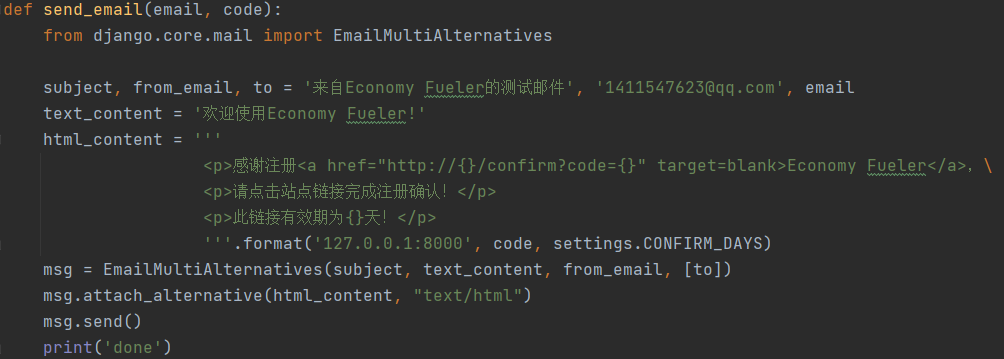 def send_email(email, code):
    from django.core.mail import EmailMultiAlternatives

    subject, from_email, to = '来自Economy Fueler的测试邮件', '1411547623@qq.com', email
    text_content = '欢迎使用Economy Fueler!'
    html_content = '''
                    <p>感谢注册<a href="http://{}/confirm?code={}" target=blank>Economy Fueler</a>，\
                    <p>请点击站点链接完成注册确认！</p>
                    <p>此链接有效期为{}天！</p>
                    '''.format('127.0.0.1:8000', code, settings.CONFIRM_DAYS)
    msg = EmailMultiAlternatives(subject, text_content, from_email, [to])
    msg.attach_alternative(html_content, "text/html")
    msg.send()
    print('done')